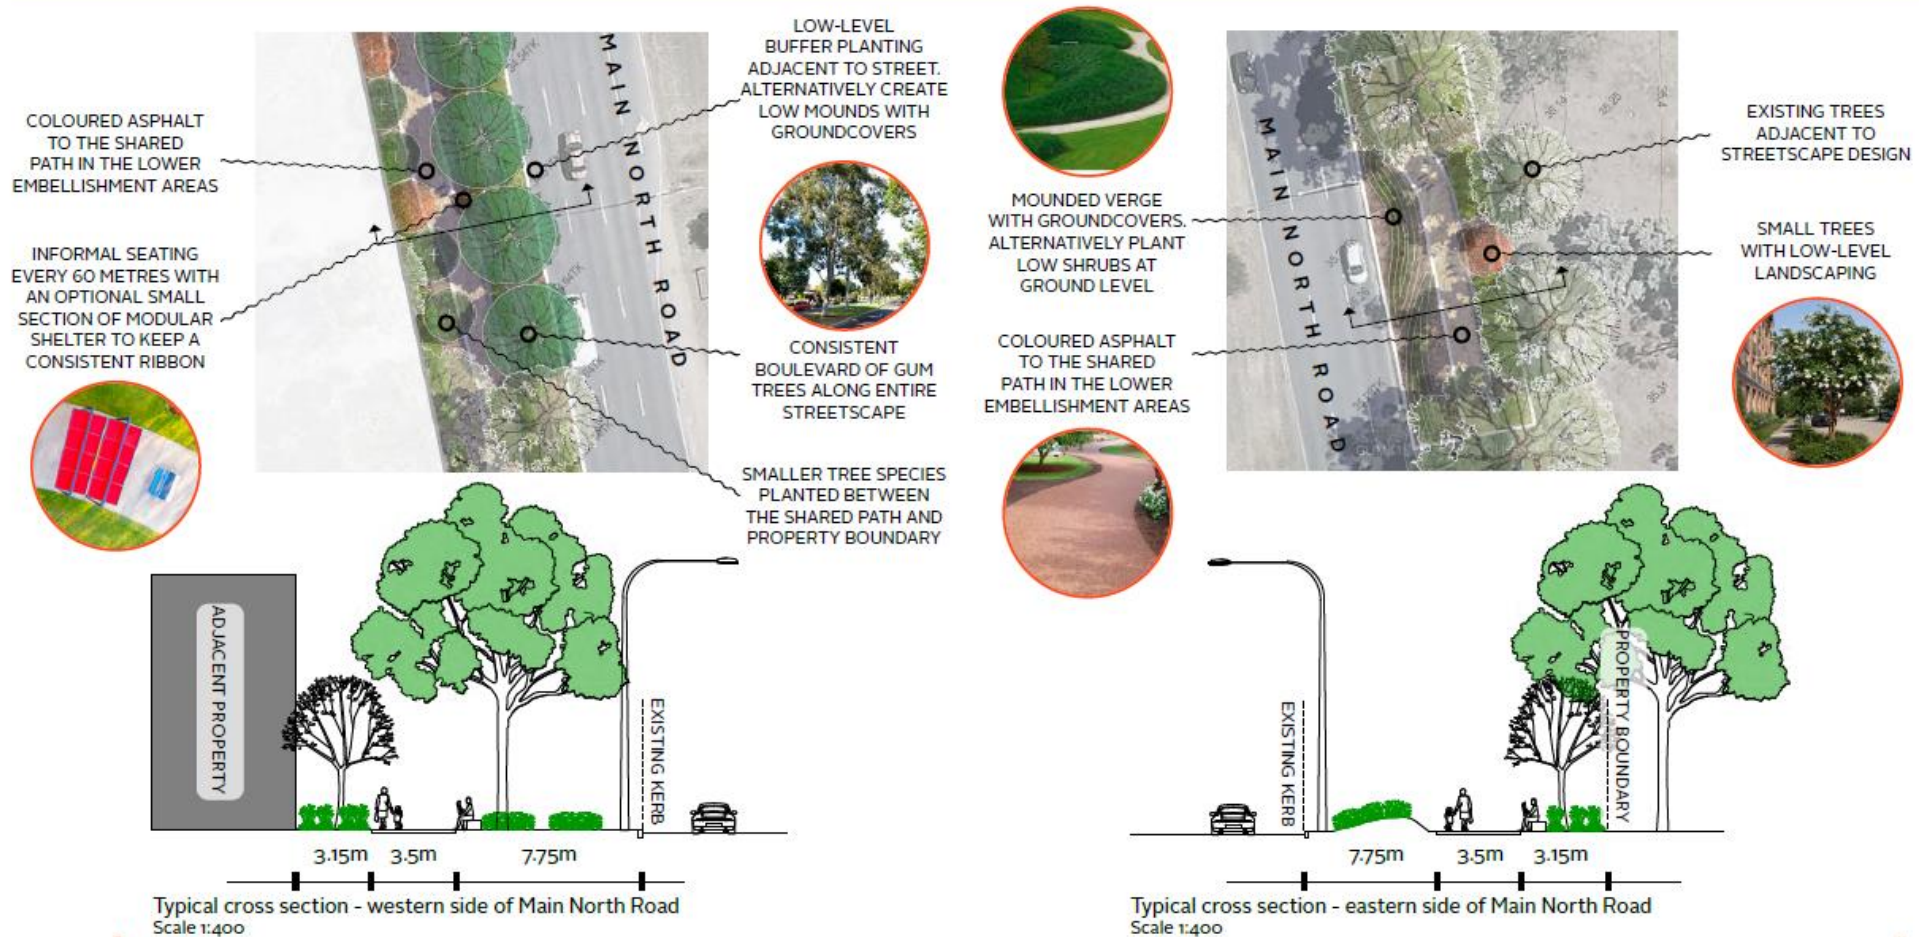 LOW-LEVEL
BUFFER PLANTING
ADJACENT TO STREET.
ALTERNATIVELY CREATE
LOW MOUNDS WITH
GROUNDCOVERS
COLOURED ASPHALT
TO THE SHARED
PATH IN THE LOWER
EMBELLISHMENT AREAS
INFORMAL SEATING
EVERY 60 METRES WITH
AN OPTIONAL SMALL
SECTION OF MODULAR
SHELTER TO KEEP A
CONSISTENT RIBBON
MAIN NORTH ROAD
CONSISTENT
BOULEVARD OF GUM
TREES ALONG ENTIRE
STREETSCAPE
SMALLER TREE SPECIES
PLANTED BETWEEN
THE SHARED PATH AND
PROPERTY BOUNDARY
MOUNDED VERGE
WITH GROUNDCOVERS.
ALTERNATIVELY PLANT
LOW SHRUBS AT
GROUND LEVEL
COLOURED ASPHALT
TO THE SHARED
PATH IN THE LOWER
EMBELLISHMENT AREAS
MAIN NORTH ROAD
EXISTING TREES
ADJACENT TO
STREETSCAPE DESIGN
SMALL TREES
WITH LOW-LEVEL
LANDSCAPING
ADJACENT PROPERTY
EXISTING KERB
3.15m 3.5m 7.75m
Typical cross section - western side of Main North Road
Scale 1:400
EXISTING KERB
PROPERTY BOUNDARY
7.75m 3.5m 3.15m
Typical cross section - eastern side of Main North Road
Scale 1:400